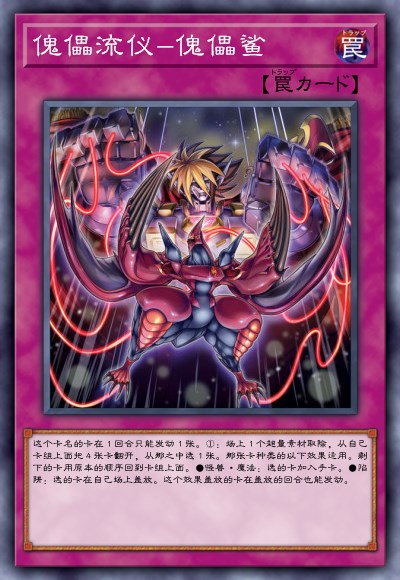 傀儡流仪-傀儡鲨
罠
トラップ
【罠カード】
トラップ
这个卡名的卡在1回合只能发动1张。①：场上1个超量素材取除，从自己
卡组上面把4张卡翻开，从那之中选1张。那张卡种类的以下效果适用。剩
下的卡用原本的顺序回到卡组上面。●怪兽·魔法：选的卡加入手卡。●陷
阱：选的卡在自己场上盖放。这个效果盖放的卡在盖放的回合也能发动。